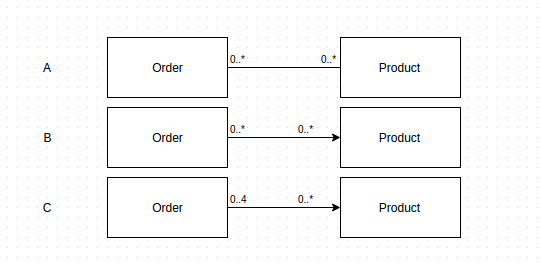 0..* 0..*
A Order Product
0..* 0..*
B Order Product
0..4 0..*
C Order Product